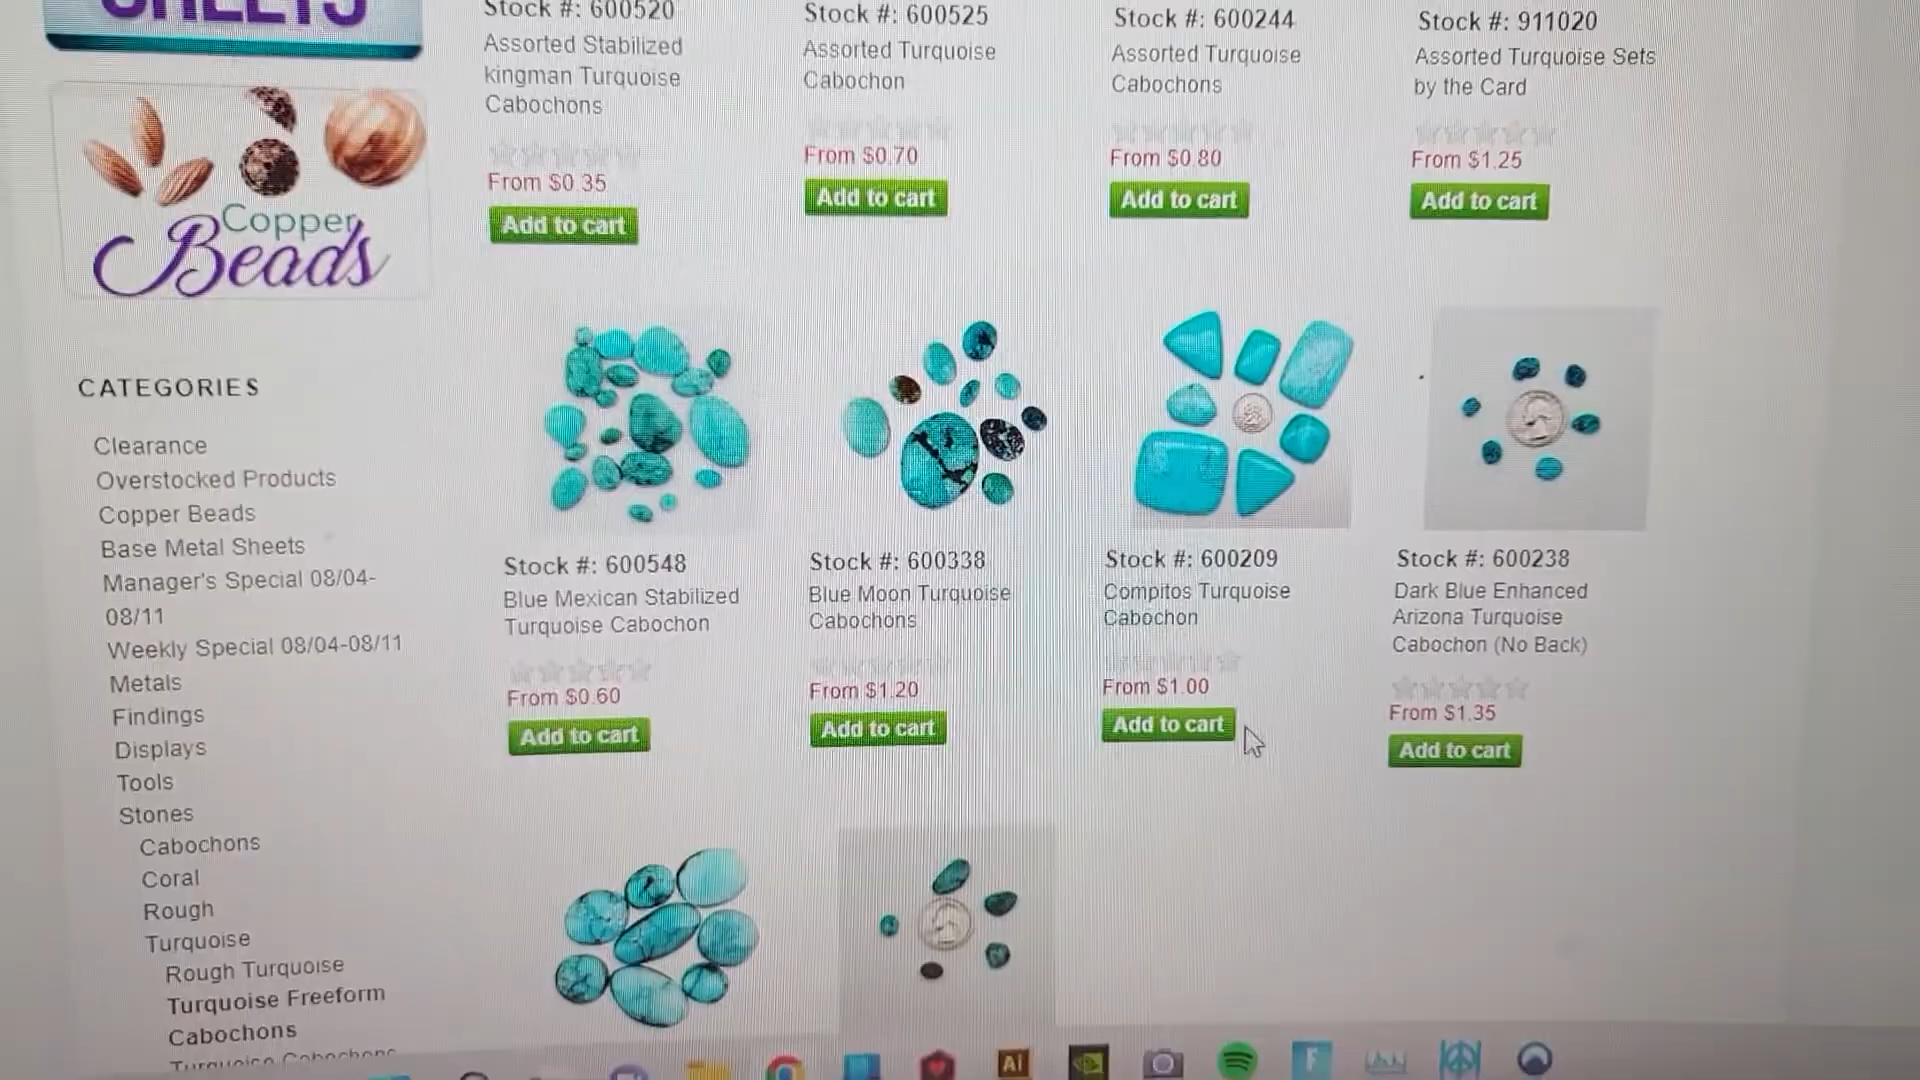 SHEETS
Copper
Beads
CATEGORIES
Clearance
Overstocked Products
Copper Beads
Base Metal Sheets
Manager's Special 08/04-
08/11
Weekly Special 08/04-08/11
Metals
Findings
Displays
Tools
Stones
Cabochons
Coral
Rough
Turquoise
Rough Turquoise
Turquoise Freeform
Cabochons
Turquoise Cabochons
Stock #: 600520
Assorted Stabilized
kingman Turquoise
Cabochons
From $0.35
Add to cart
Stock #: 600525
Assorted Turquoise
Cabochon
From $0.70
Add to cart
Stock #: 600244
Assorted Turquoise
Cabochons
From $0.80
Add to cart
Stock #: 911020
Assorted Turquoise Sets
by the Card
From $1.25
Add to cart
Stock #: 600548
Blue Mexican Stabilized
Turquoise Cabochon
From $0.60
Add to cart
Stock #: 600338
Blue Moon Turquoise
Cabochons
From $1.20
Add to cart
Stock #: 600209
Compitos Turquoise
Cabochon
From $1.00
Add to cart
Stock #: 600238
Dark Blue Enhanced
Arizona Turquoise
Cabochon (No Back)
From $1.35
Add to cart
Ai
F